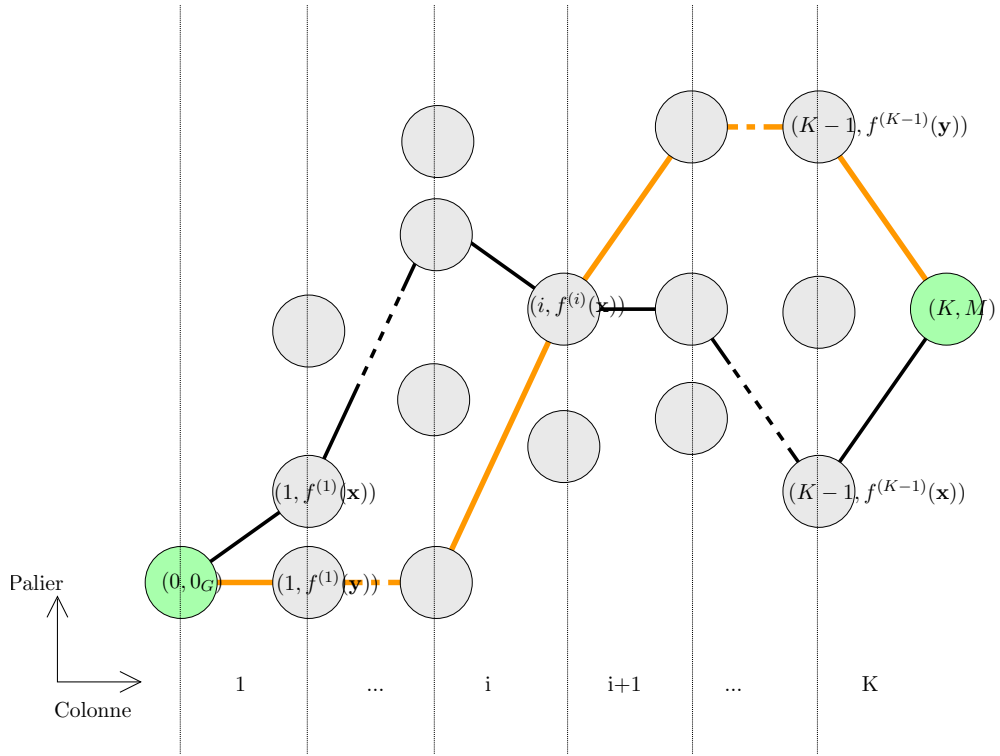 (K − 1, f^{(K−1)}(𝐲))
(i, f^{(i)}(𝐱))
(K, M)
(1, f^{(1)}(𝐱))
(K − 1, f^{(K−1)}(𝐱))
(0, 0_G)
(1, f^{(1)}(𝐲))
Palier
1 ... i i+1 ... K
Colonne